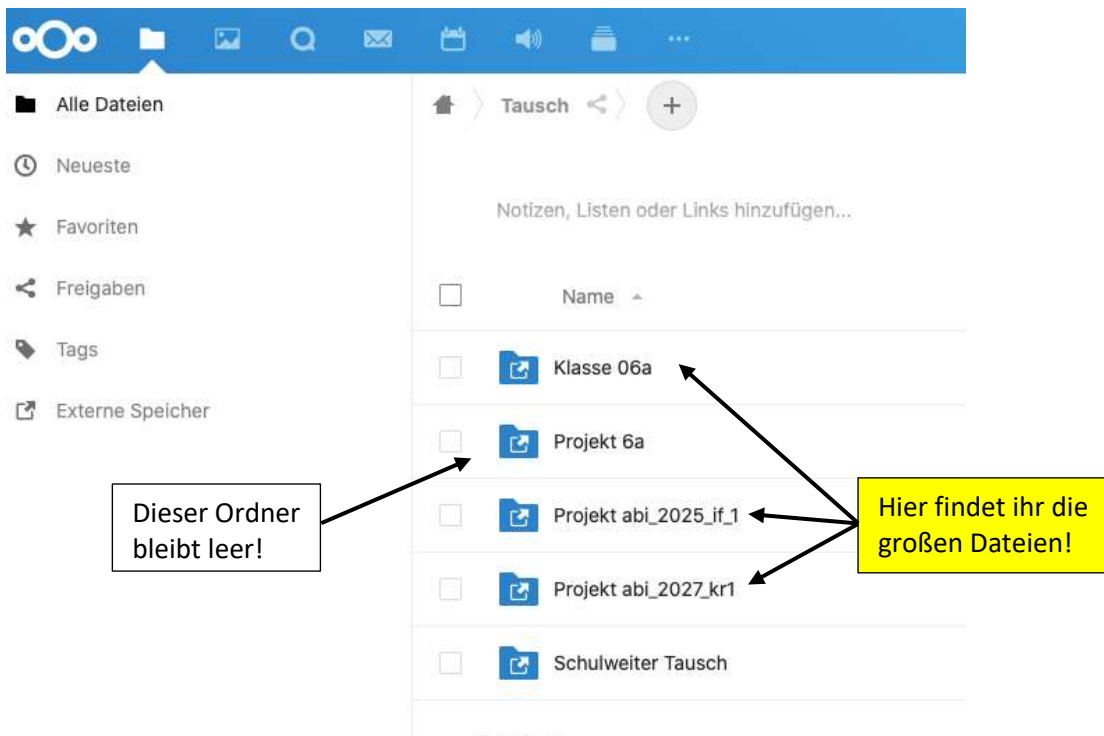 Alle Dateien
Neueste
Favoriten
Freigaben
Tags
Externe Speicher
Tausch
Notizen, Listen oder Links hinzufügen...
Name
Klasse 06a
Projekt 6a
Projekt abi_2025_if_1
Projekt abi_2027_kr1
Schulweiter Tausch
Dieser Ordner
bleibt leer!
Hier findet ihr die
großen Dateien!